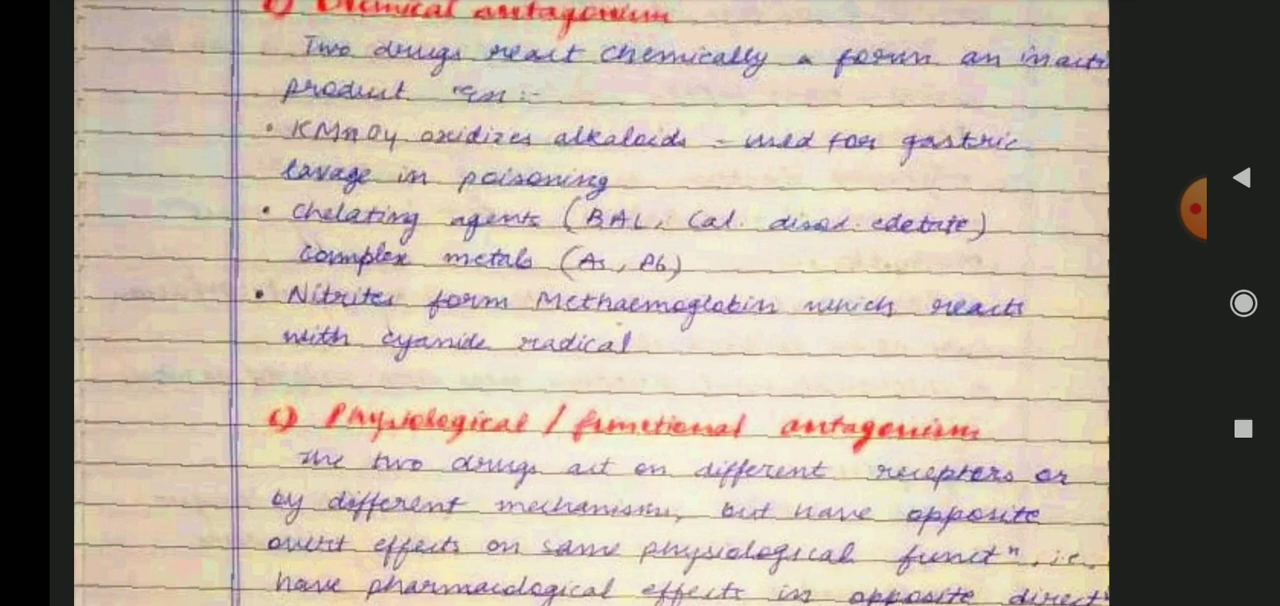 Chemical antagonism
Two drugs react chemically & form an inacti
product "Ex :-
• KMnO4 oxidizes alkaloids - used for gastric
lavage in poisoning
• Chelating agents (BAL, Cal. disod. edetate)
complex metals (As, Pb)
• Nitrites form Methaemoglobin which reacts
with cyanide radical
c) Physiological / functional antagonism
The two drugs act on different receptors or
by different mechanism, but have opposite
overt effects on same physiological functⁿ, i.e.
have pharmacological effects in opposite direct